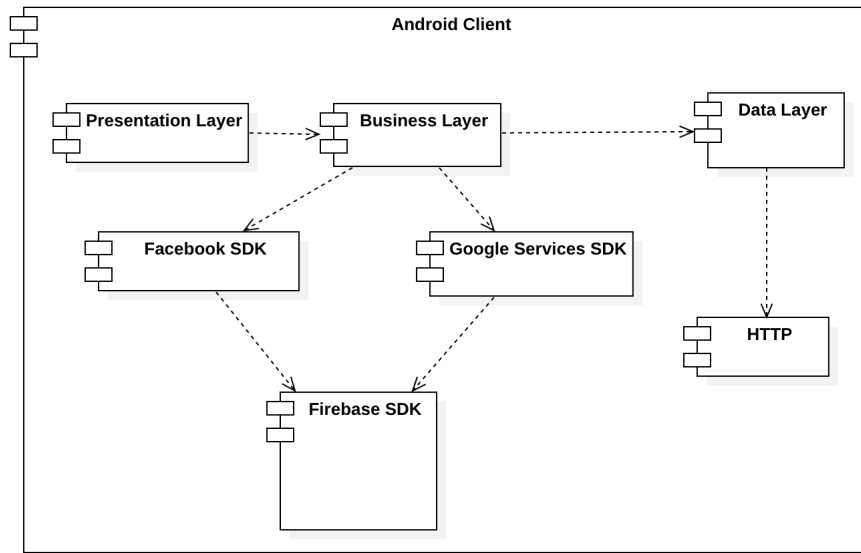 Android Client
Presentation Layer
Business Layer
Data Layer
Facebook SDK
Google Services SDK
HTTP
Firebase SDK